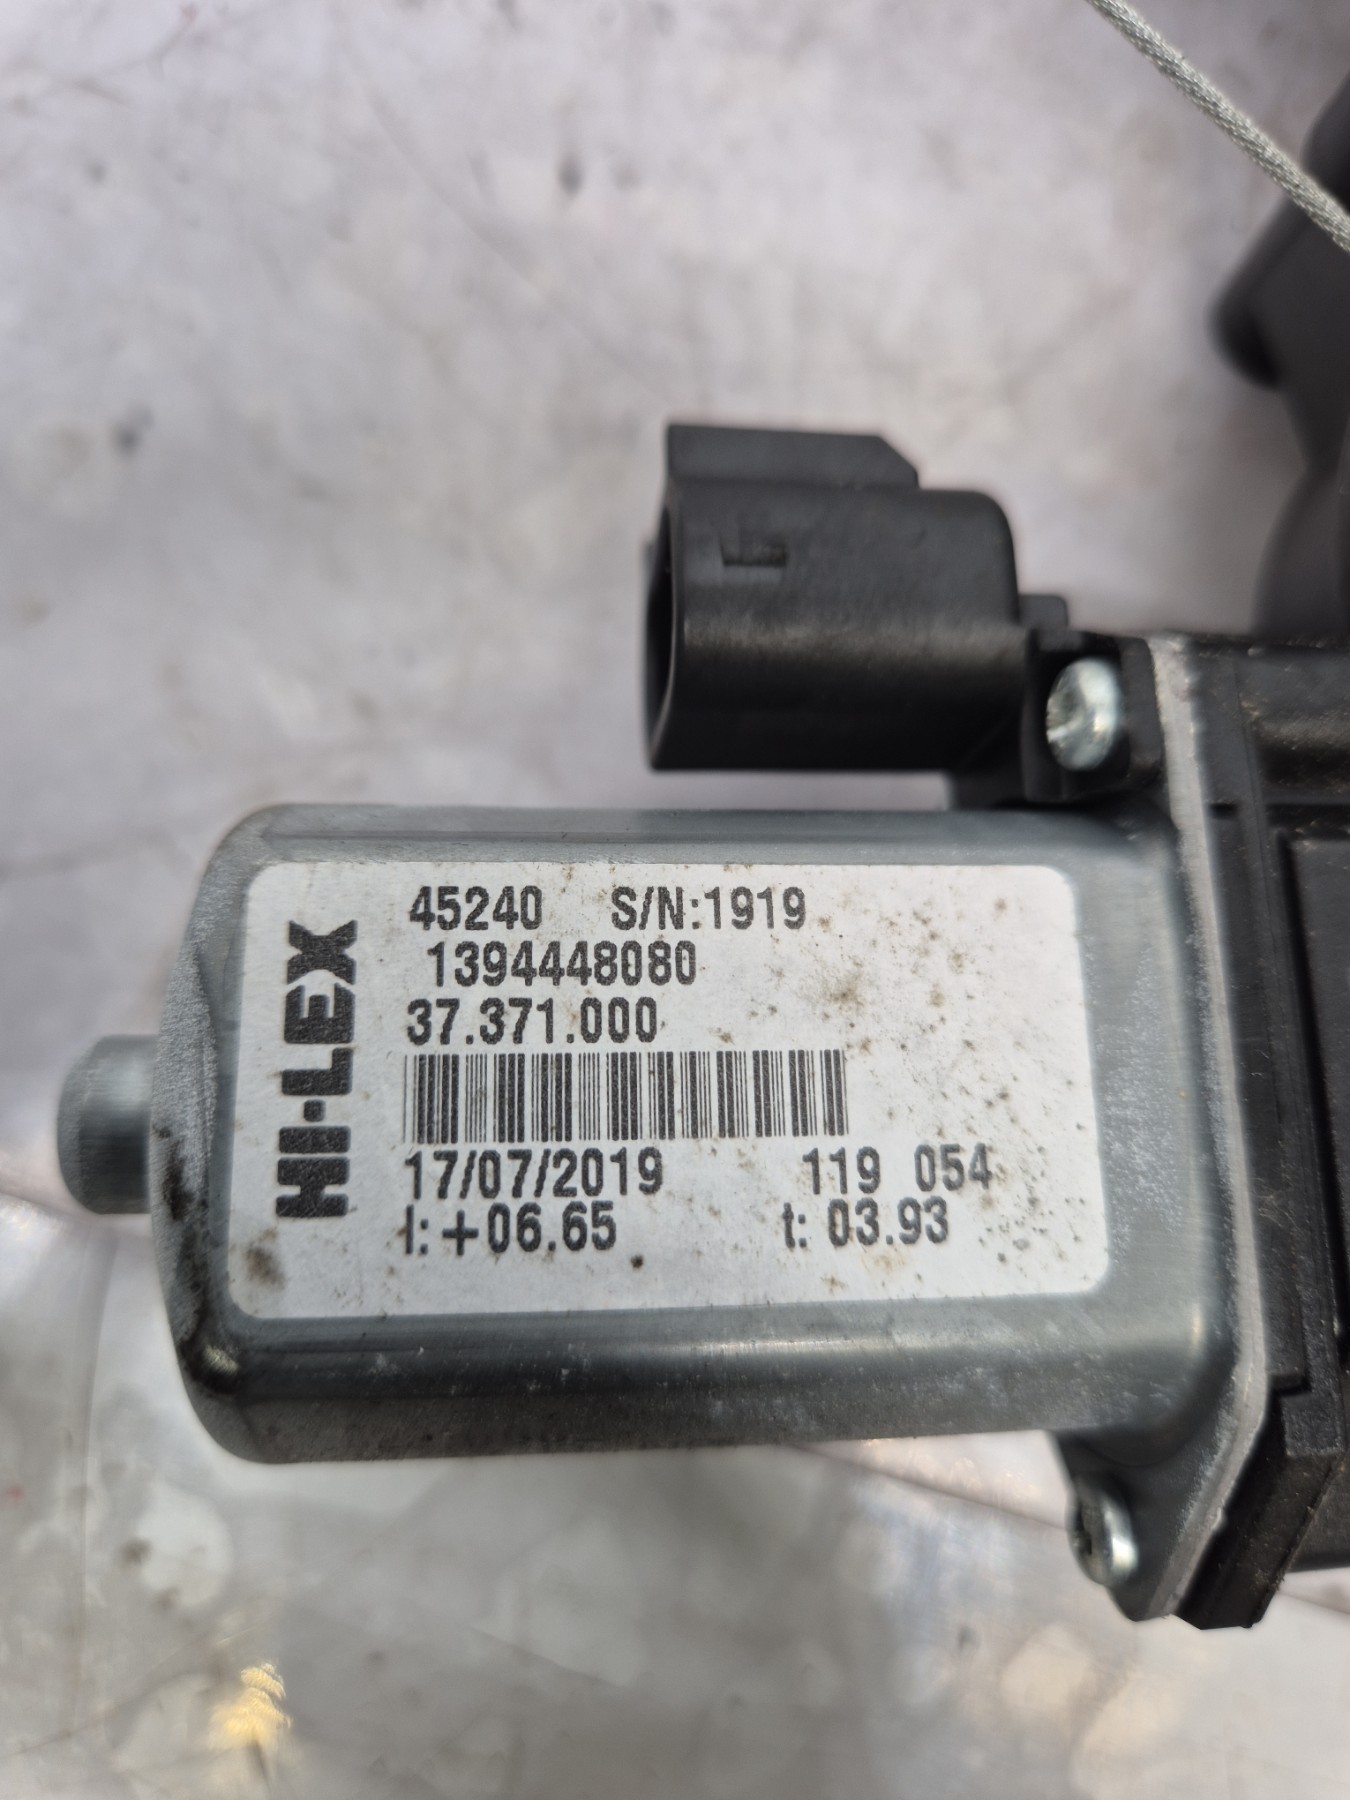 HI-LEX
45240 S/N:1919
1394448080
37.371.000
17/07/2019 119 054
I:+06.65 t: 03.93